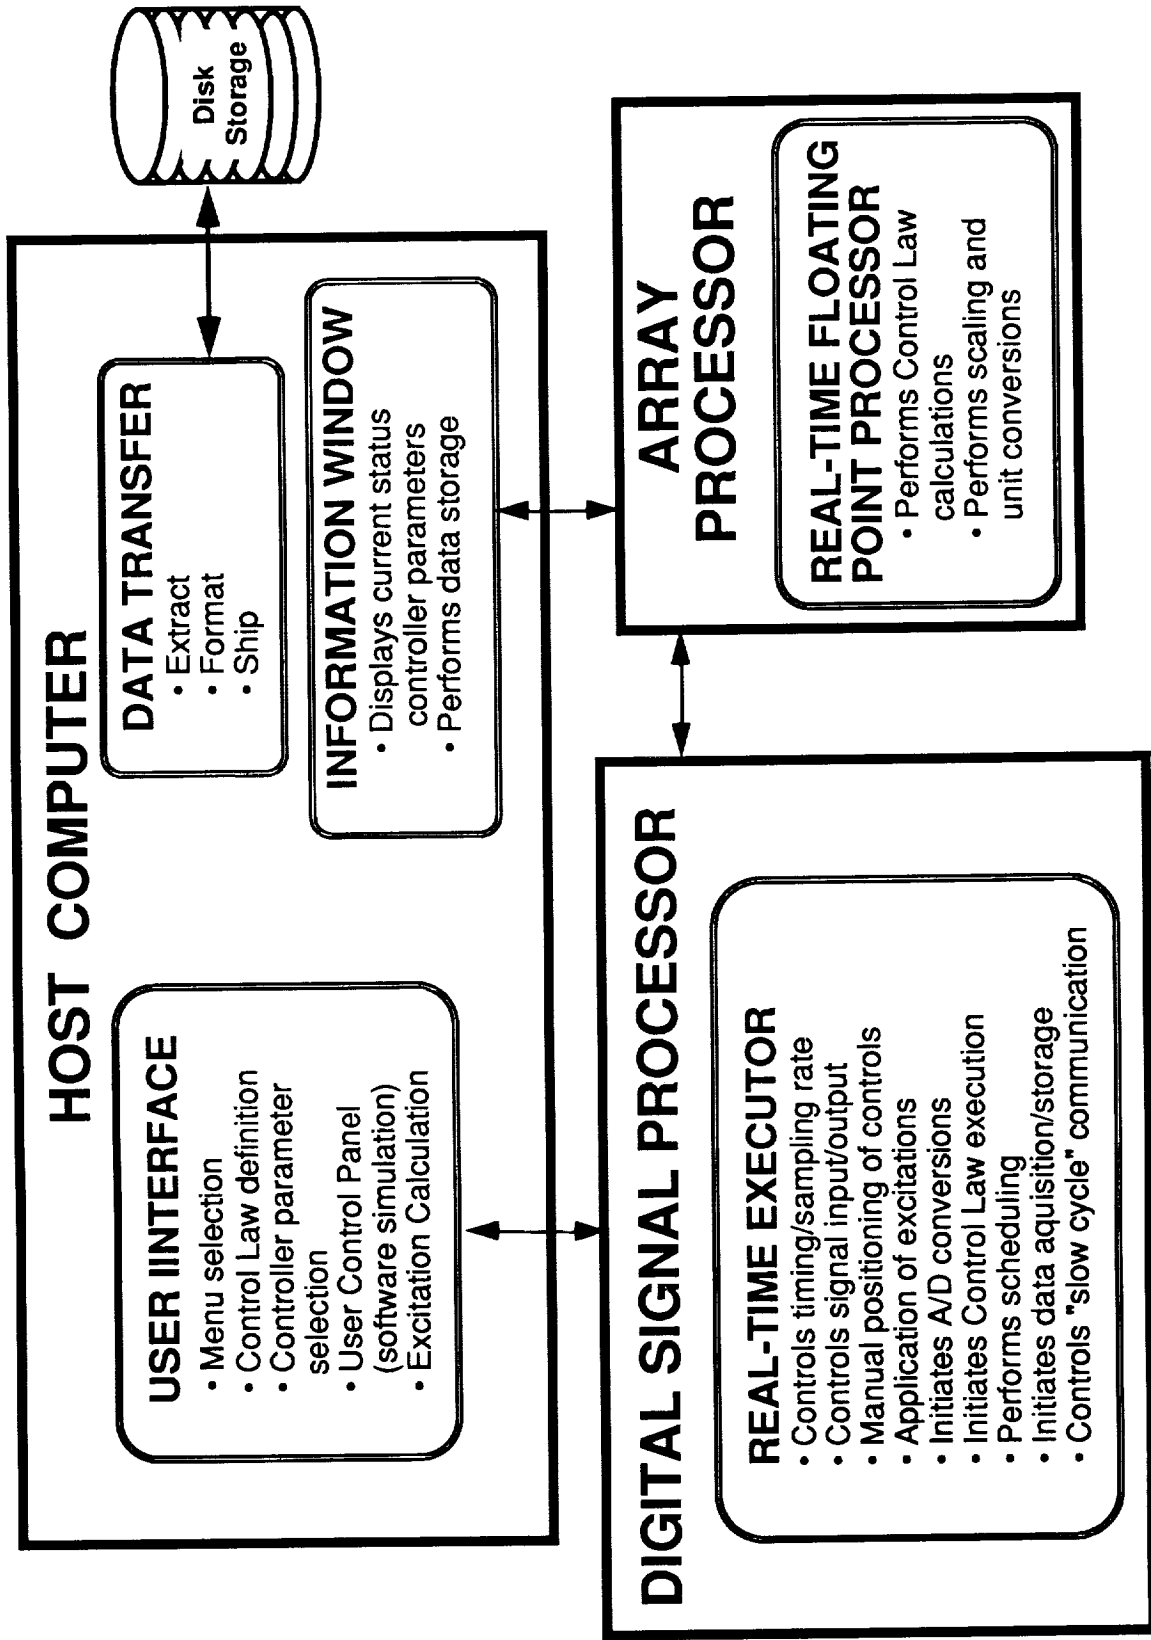 HOST COMPUTER
USER IINTERFACE
• Menu selection
• Control Law definition
• Controller parameter
selection
• User Control Panel
(software simulation)
• Excitation Calculation
DATA TRANSFER
• Extract
• Format
• Ship
INFORMATION WINDOW
• Displays current status
controller parameters
• Performs data storage
Disk
Storage
DIGITAL SIGNAL PROCESSOR
REAL-TIME EXECUTOR
• Controls timing/sampling rate
• Controls signal input/output
• Manual positioning of controls
• Application of excitations
• Initiates A/D conversions
• Initiates Control Law execution
• Performs scheduling
• Initiates data aquisition/storage
• Controls "slow cycle" communication
ARRAY
PROCESSOR
REAL-TIME FLOATING
POINT PROCESSOR
• Performs Control Law
calculations
• Performs scaling and
unit conversions